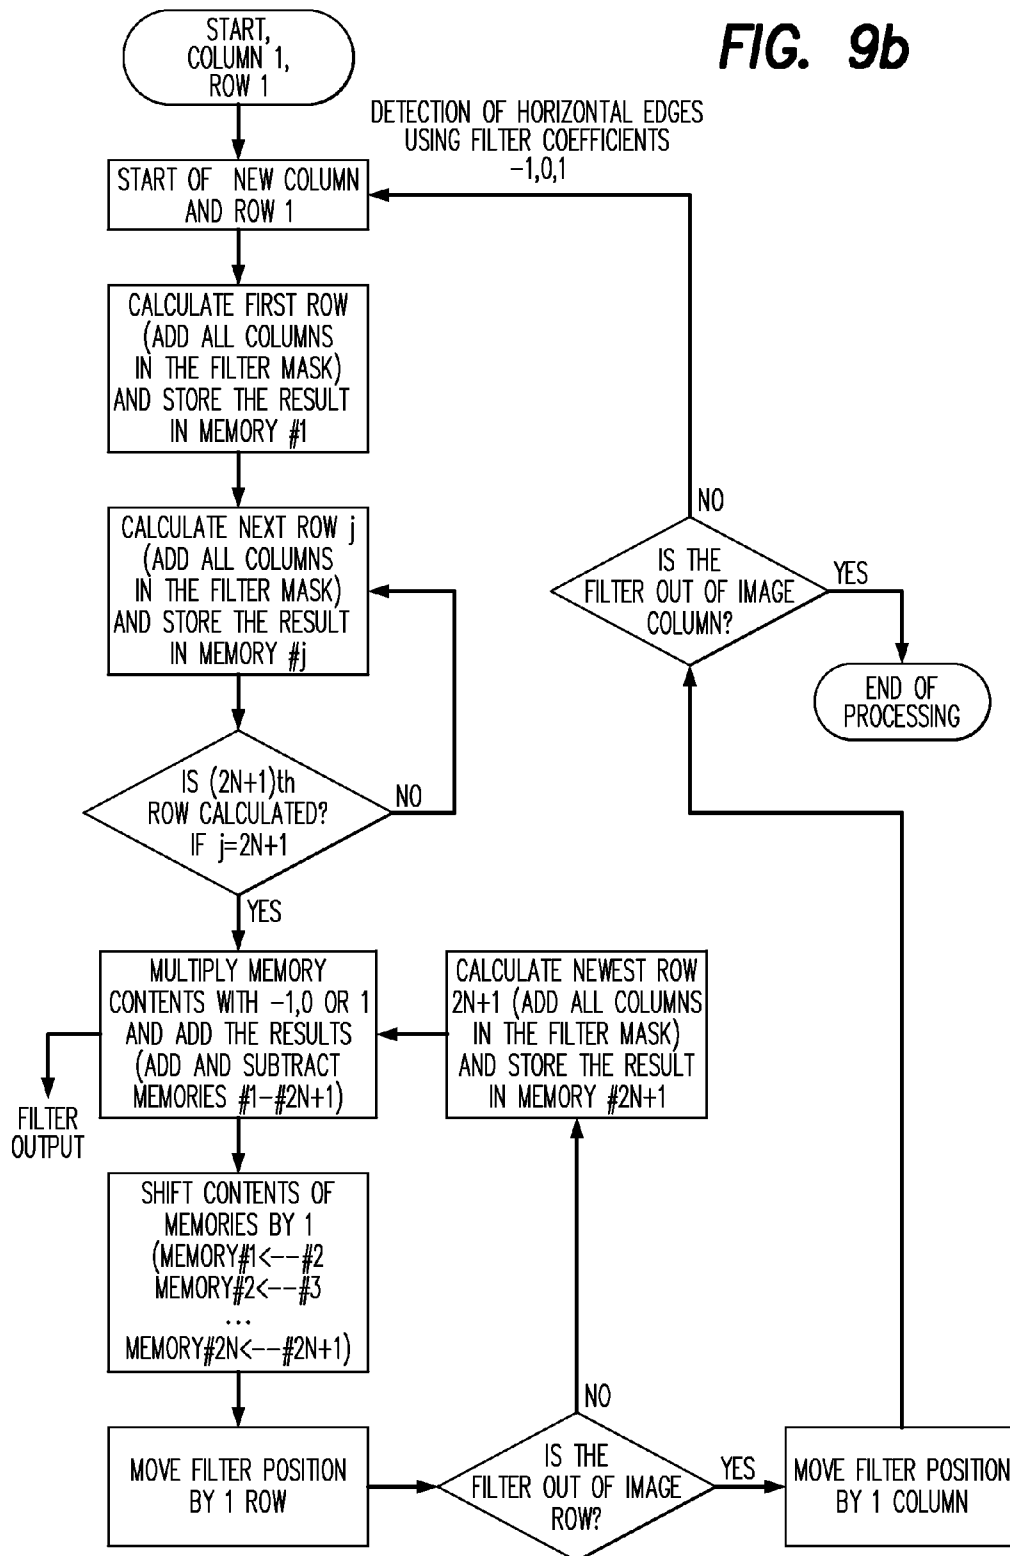 FIG. 9b
START,
COLUMN 1,
ROW 1
DETECTION OF HORIZONTAL EDGES
USING FILTER COEFFICIENTS
-1,0,1
START OF NEW COLUMN
AND ROW 1
CALCULATE FIRST ROW
(ADD ALL COLUMNS
IN THE FILTER MASK)
AND STORE THE RESULT
IN MEMORY #1
CALCULATE NEXT ROW j
(ADD ALL COLUMNS
IN THE FILTER MASK)
AND STORE THE RESULT
IN MEMORY #j
IS (2N+1)th
ROW CALCULATED?
IF j=2N+1
NO
YES
MULTIPLY MEMORY
CONTENTS WITH -1,0 OR 1
AND ADD THE RESULTS
(ADD AND SUBTRACT
MEMORIES #1-#2N+1)
FILTER
OUTPUT
SHIFT CONTENTS OF
MEMORIES BY 1
(MEMORY#1<--#2
MEMORY#2<--#3
...
MEMORY#2N<--#2N+1)
MOVE FILTER POSITION
BY 1 ROW
IS THE
FILTER OUT OF IMAGE
ROW?
NO
YES
CALCULATE NEWEST ROW
2N+1 (ADD ALL COLUMNS
IN THE FILTER MASK)
AND STORE THE RESULT
IN MEMORY #2N+1
MOVE FILTER POSITION
BY 1 COLUMN
IS THE
FILTER OUT OF IMAGE
COLUMN?
NO
YES
END OF
PROCESSING